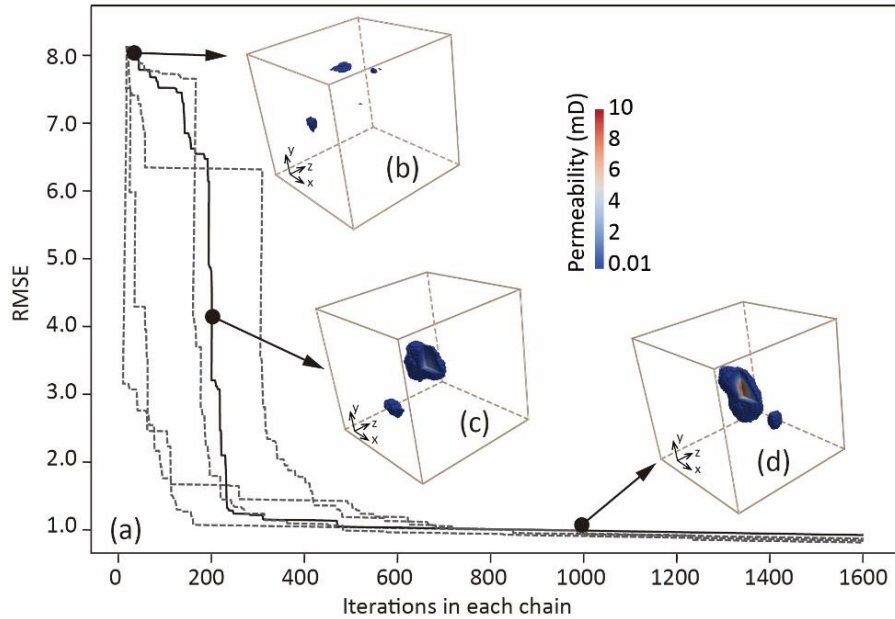 8.0
7.0
6.0
5.0
4.0
3.0
2.0
1.0
RMSE
(a)
0 200 400 600 800 1000 1200 1400 1600
Iterations in each chain
y
z
x
(b)
Permeability (mD)
10
8
6
4
2
0.01
y
z
x
(c)
y
z
x
(d)